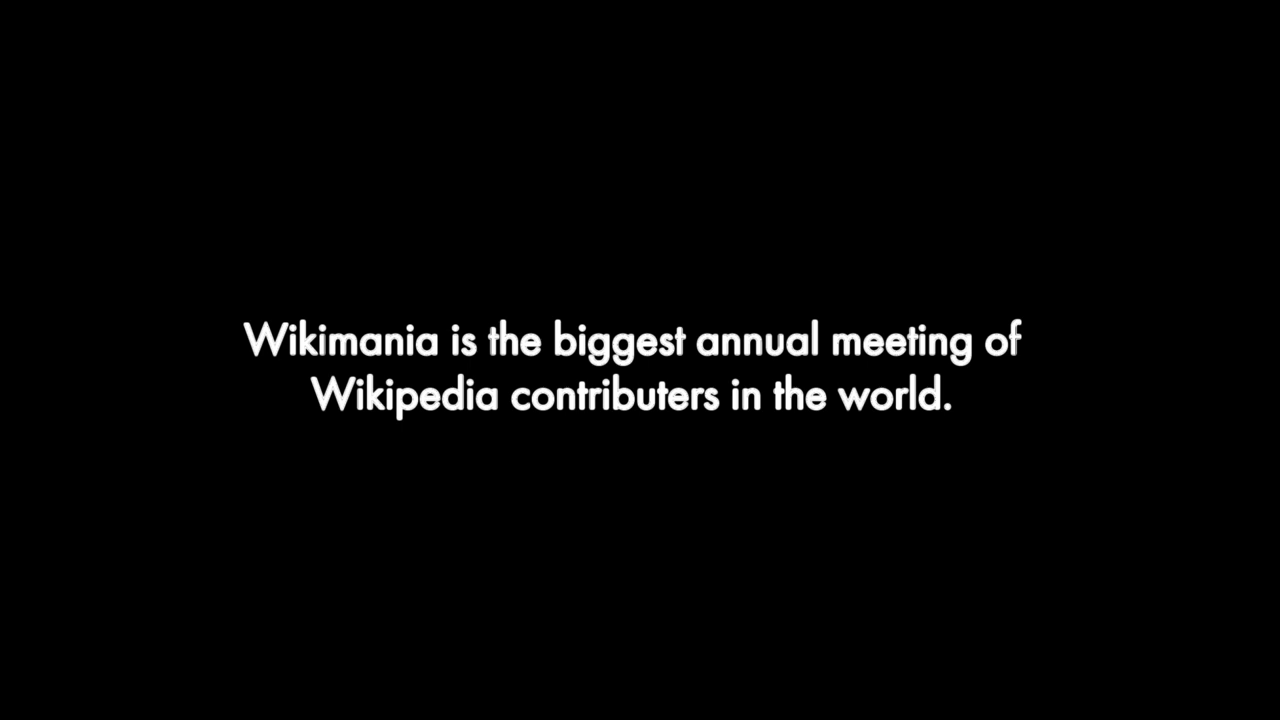 Wikimania is the biggest annual meeting of
Wikipedia contributers in the world.